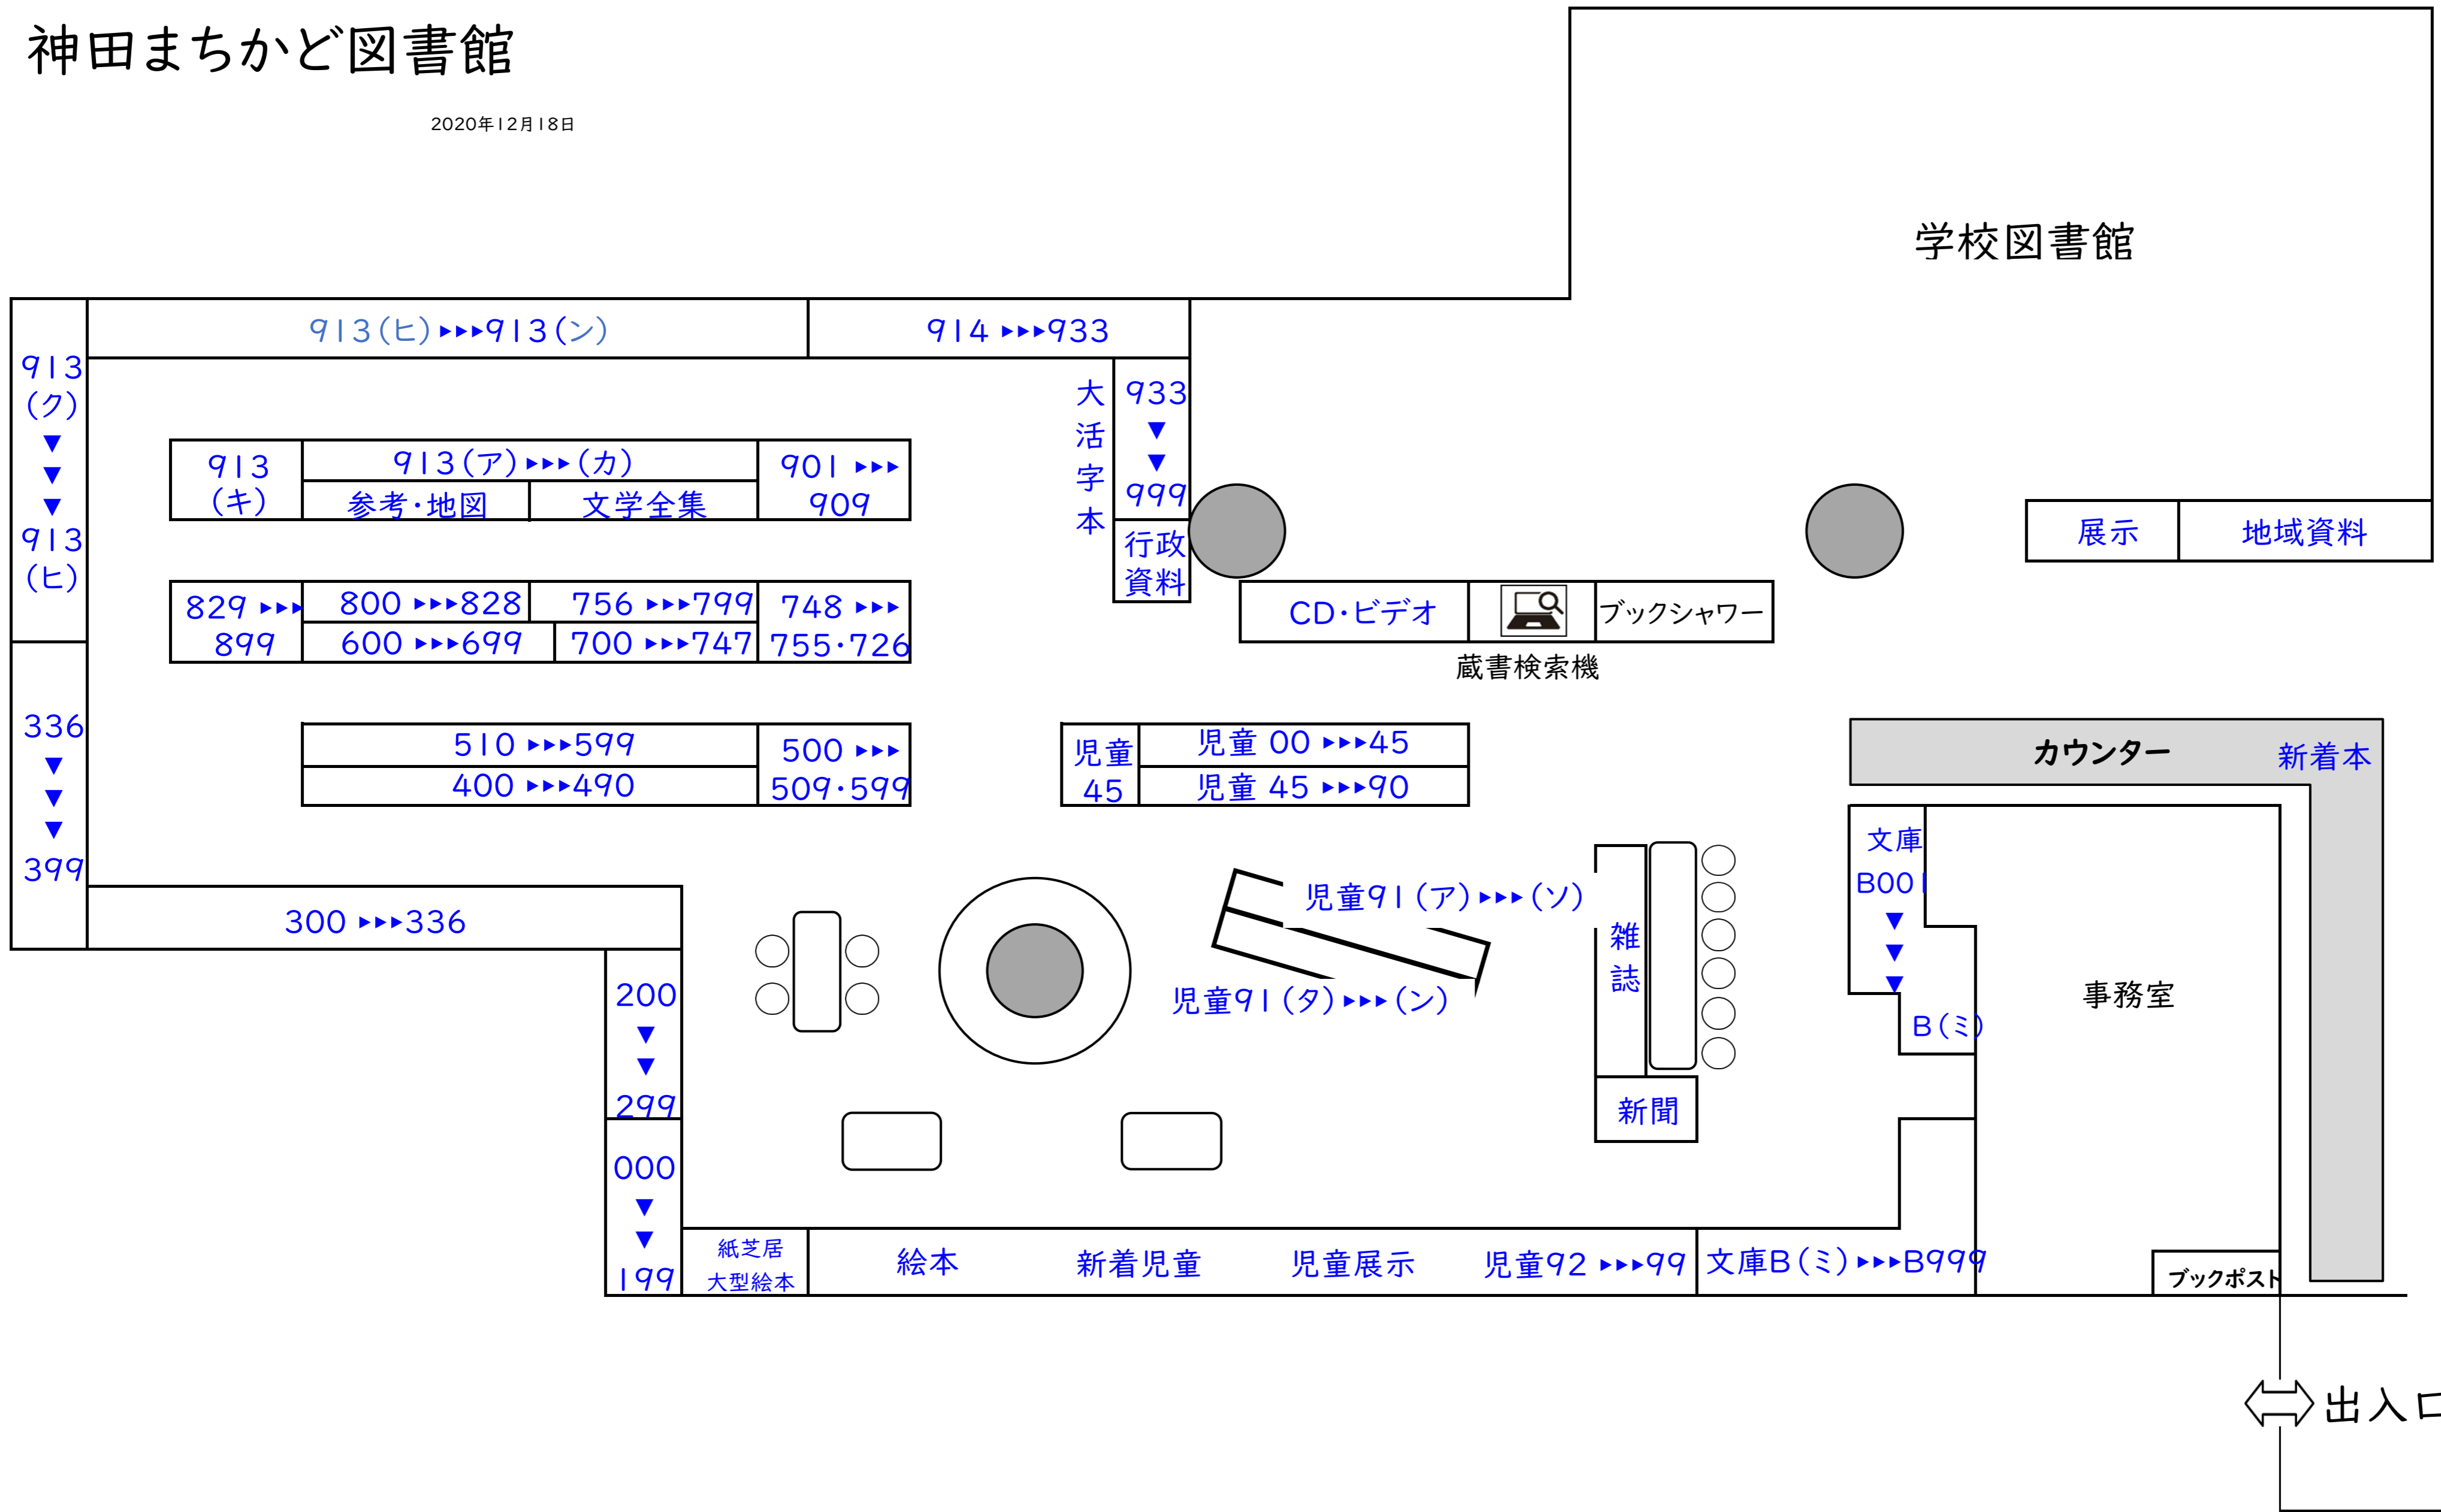 神田まちかど図書館
2020年12月18日
学校図書館
913(ヒ)▶▶▶913(ン)
914 ▶▶▶933
913
(ク)
▼
▼
▼
913
(ヒ)
大活字本
933
▼
▼
999
913
(キ)
913(ア)▶▶▶(カ)
901 ▶▶▶
909
参考・地図
文学全集
行政
資料
展示
地域資料
829 ▶▶▶
899
800 ▶▶▶828
756 ▶▶▶799
748 ▶▶▶
755・726
600 ▶▶▶699
700 ▶▶▶747
CD・ビデオ
ブックシャワー
蔵書検索機
336
▼
▼
▼
399
510 ▶▶▶599
500 ▶▶▶
509・599
400 ▶▶▶490
児童
45
児童 00 ▶▶▶45
児童 45 ▶▶▶90
カウンター
新着本
文庫
B001
▼
▼
▼
B(ミ)
300 ▶▶▶336
児童91(ア)▶▶▶(ソ)
児童91(タ)▶▶▶(ン)
雑誌
新聞
事務室
200
▼
▼
299
000
▼
▼
199
紙芝居
大型絵本
絵本
新着児童
児童展示
児童92 ▶▶▶99
文庫B(ミ)▶▶▶B999
ブックポスト
出入口